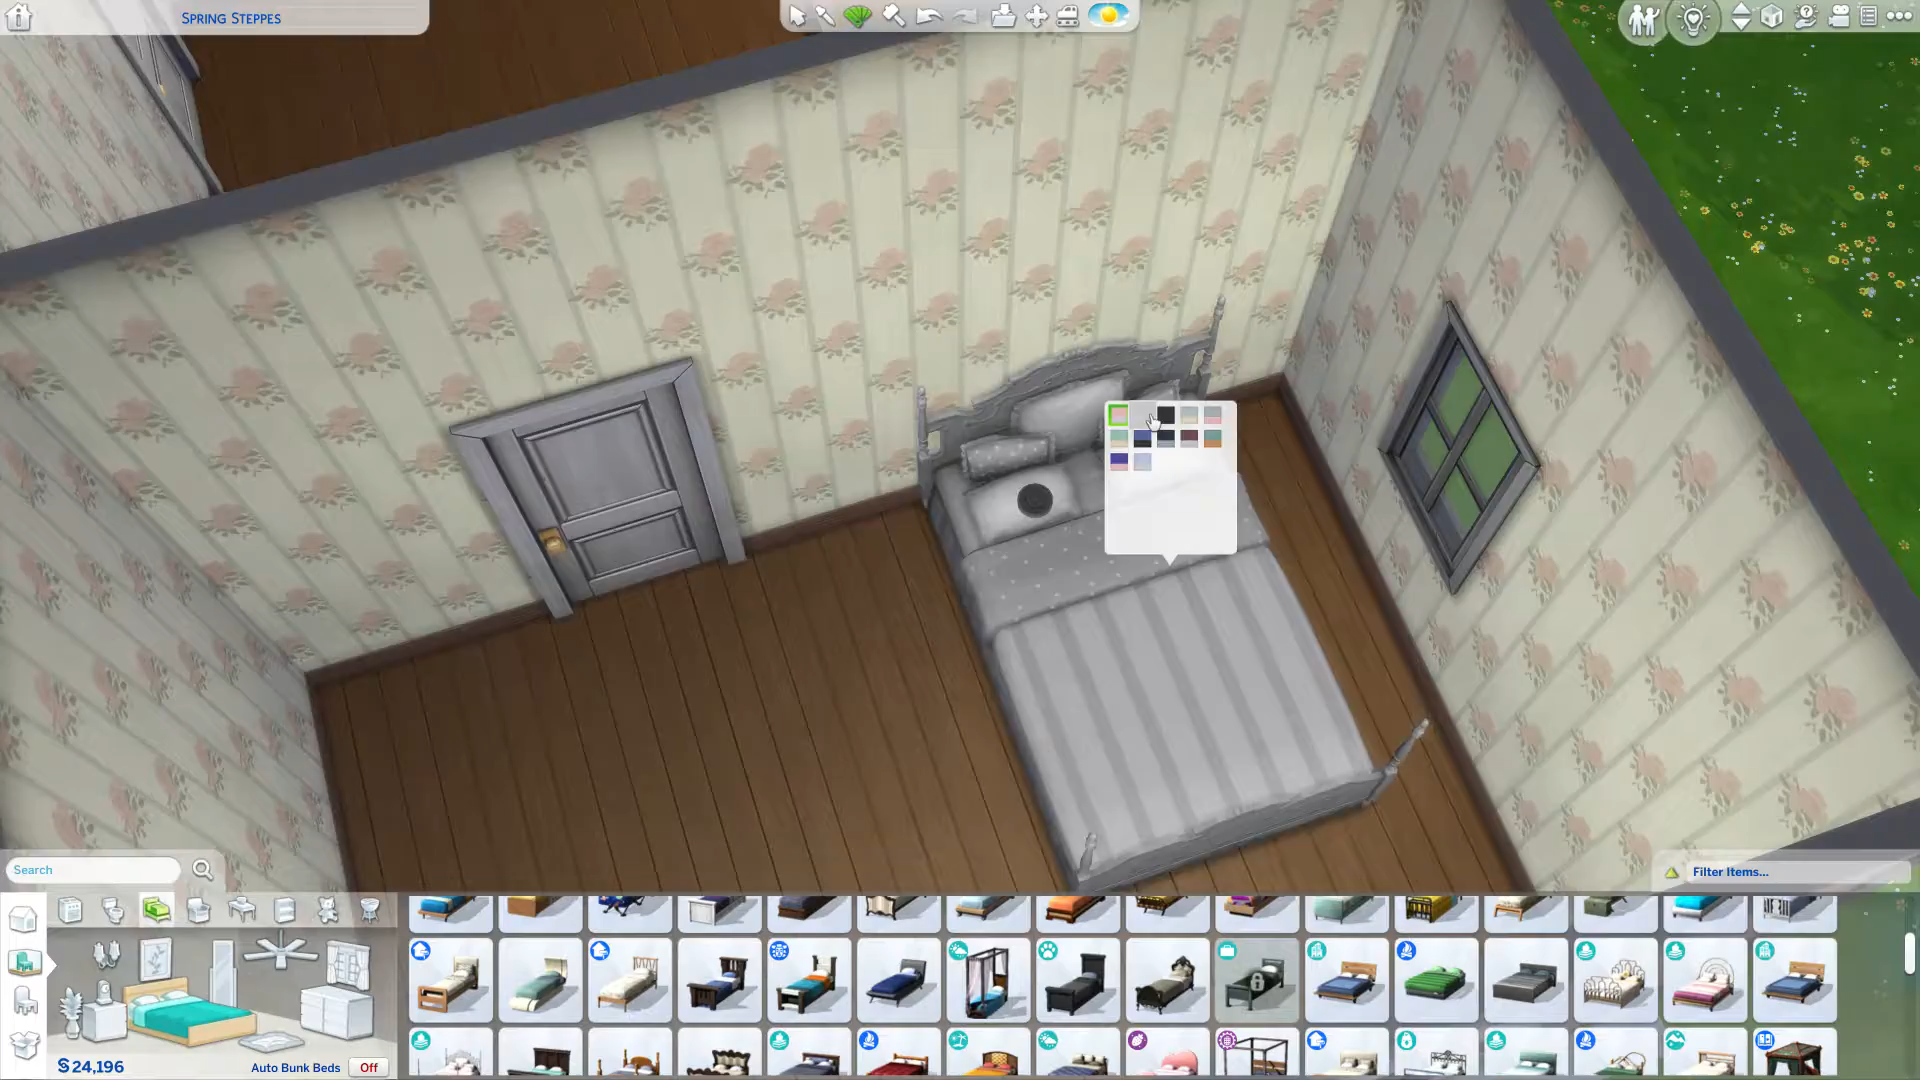 SPRING STEPPES
Search
Filter Items...
§24,196
Auto Bunk Beds
Off